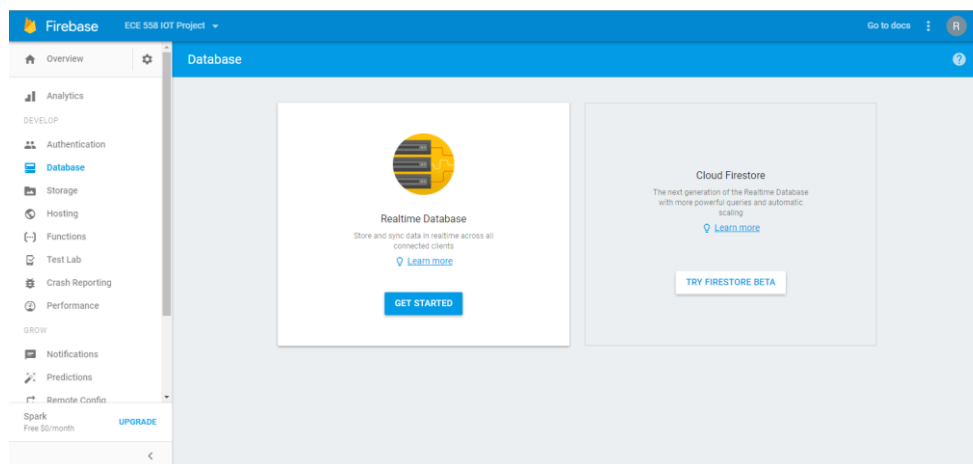 Firebase
ECE 558 IOT Project
Go to docs
R
Overview
Database
Analytics
DEVELOP
Authentication
Database
Storage
Hosting
Functions
Test Lab
Crash Reporting
Performance
GROW
Notifications
Predictions
Remote Config
Spark
Free $0/month
UPGRADE
Realtime Database
Store and sync data in realtime across all
connected clients
Learn more
GET STARTED
Cloud Firestore
The next generation of the Realtime Database
with more powerful queries and automatic
scaling
Learn more
TRY FIRESTORE BETA